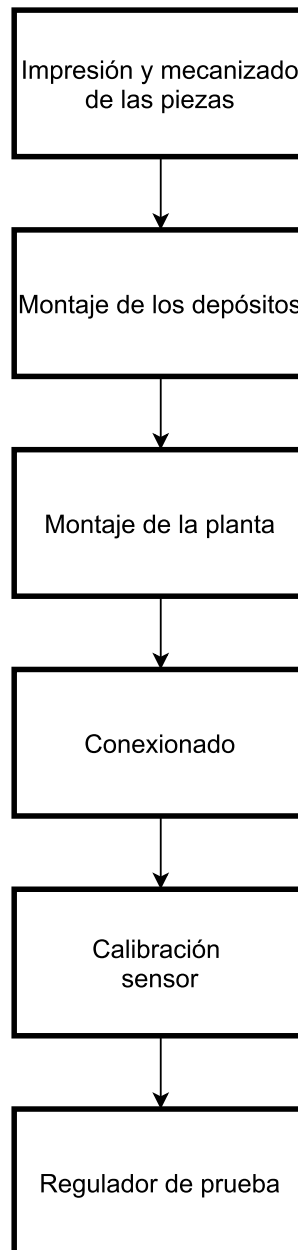 Impresión y mecanizado
de las piezas
Montaje de los depósitos
Montaje de la planta
Conexionado
Calibración
sensor
Regulador de prueba